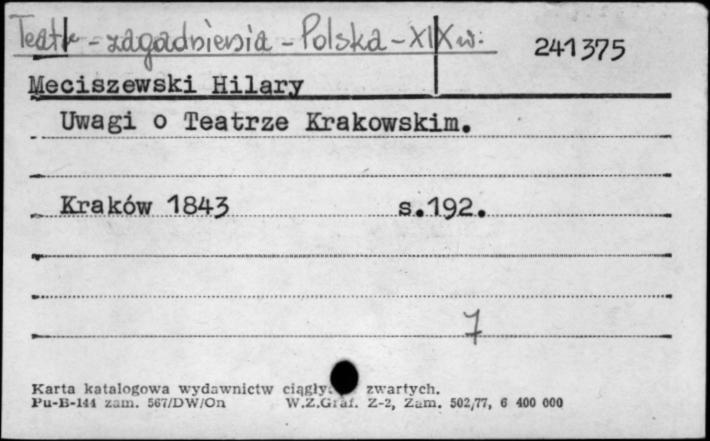 Teatr - zagadnienia - Polska - XIX w.
241375
Meciszewski Hilary
Uwagi o Teatrze Krakowskim.
Kraków 1843 s.192.
7
Karta katalogowa wydawnictw zwartych.
Pu-B-144 zam. 567/DW/On W.Z.Graf. Z-2, Zam. 502/77, 6 400 000